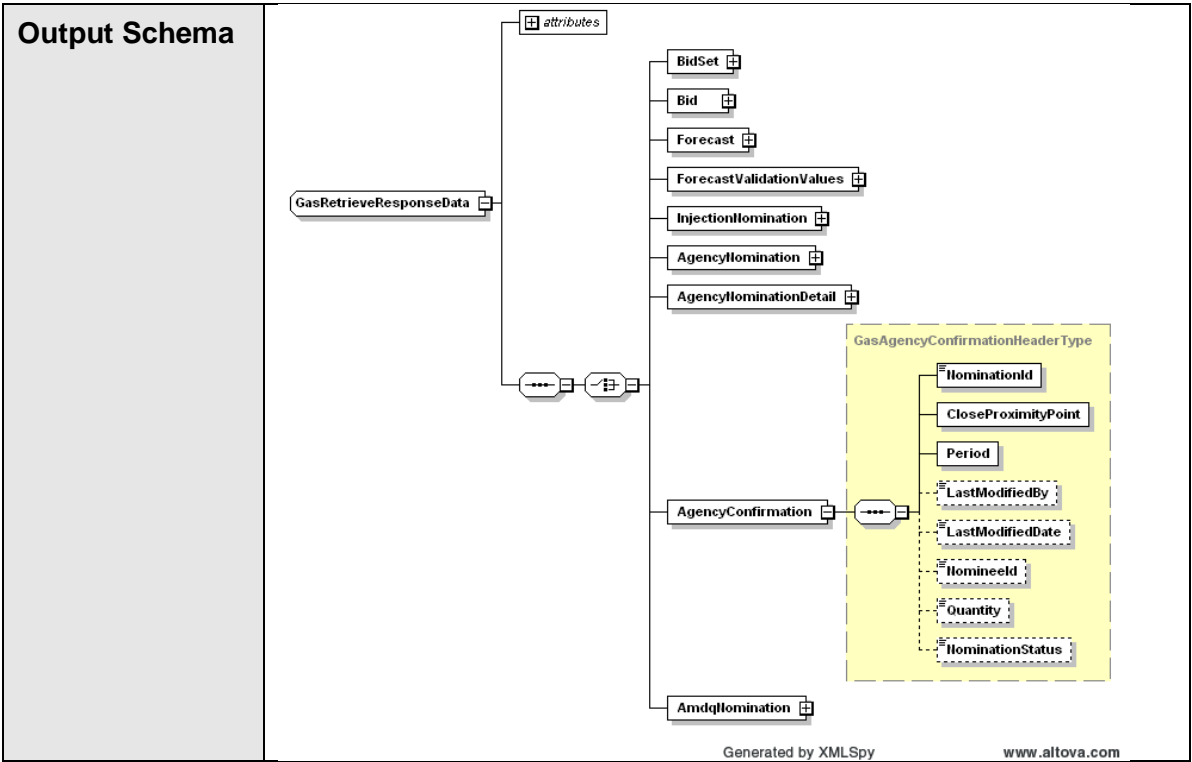 Output Schema
attributes
BidSet
Bid
Forecast
ForecastValidationValues
GasRetrieveResponseData
InjectionNomination
AgencyNomination
AgencyNominationDetail
GasAgencyConfirmationHeaderType
NominationId
CloseProximityPoint
Period
LastModifiedBy
AgencyConfirmation
LastModifiedDate
NomineeId
Quantity
NominationStatus
AmdqNomination
Generated by XMLSpy www.altova.com